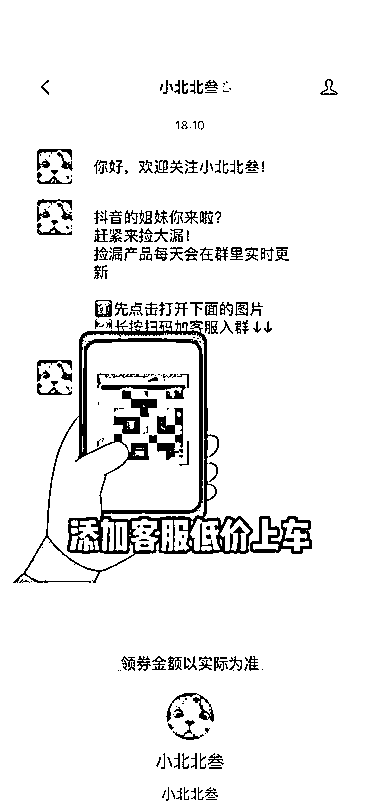 小北北叁
18:10
你好，欢迎关注小北北叁！
抖音的姐妹你来啦？
赶紧来捡大漏！
捡漏产品每天会在群里实时更
新
先点击打开下面的图片
长按扫码加客服入群↓↓
添加客服低价上车
领券金额以实际为准
小北北叁
小北北叁